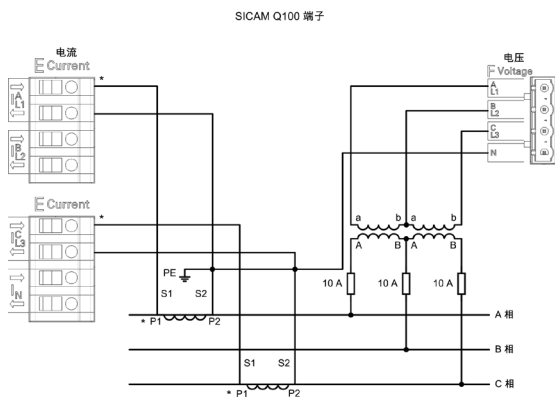 SICAM Q100 端子
电流
E Current
*
A
L1
B
L2
E Current
*
C
L3
I N
电压
F Voltage
A
L1
B
L2
C
L3
N
a b a b
A B A B
10 A 10 A 10 A
PE
S1 S2
* P1 P2
A 相
B 相
S1 S2
* P1 P2
C 相